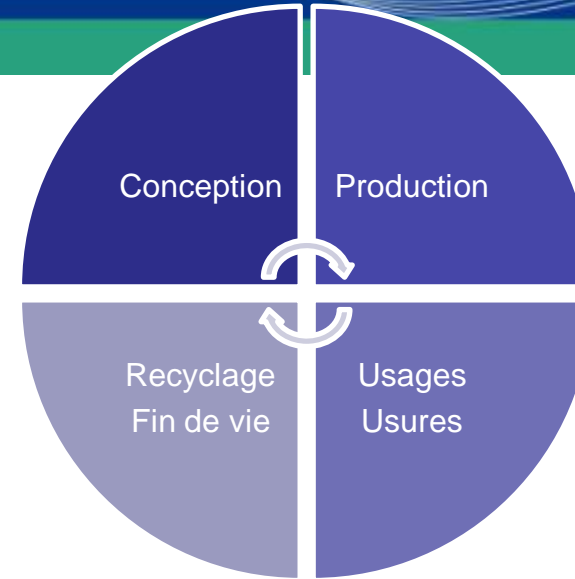 Conception
Production
Recyclage
Fin de vie
Usages
Usures